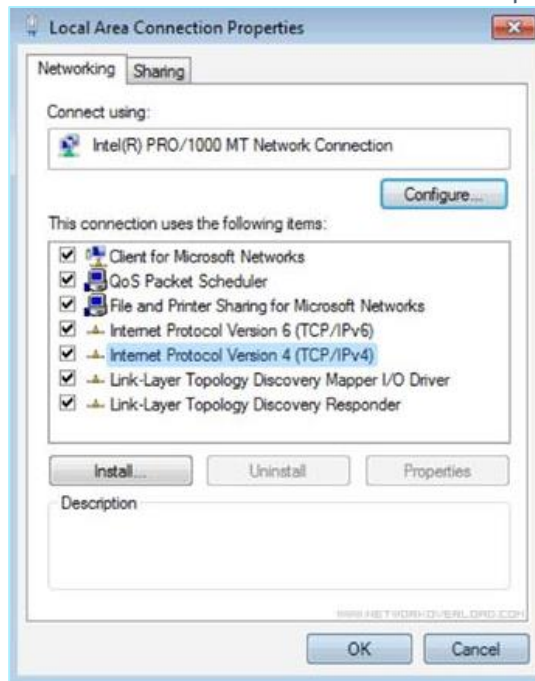 Local Area Connection Properties
Networking
Sharing
Connect using:
Intel(R) PRO/1000 MT Network Connection
Configure...
This connection uses the following items:
Client for Microsoft Networks
QoS Packet Scheduler
File and Printer Sharing for Microsoft Networks
Internet Protocol Version 6 (TCP/IPv6)
Internet Protocol Version 4 (TCP/IPv4)
Link-Layer Topology Discovery Mapper I/O Driver
Link-Layer Topology Discovery Responder
Install...
Uninstall
Properties
Description
WWW.NETWORKOVERLORD.COM
OK
Cancel